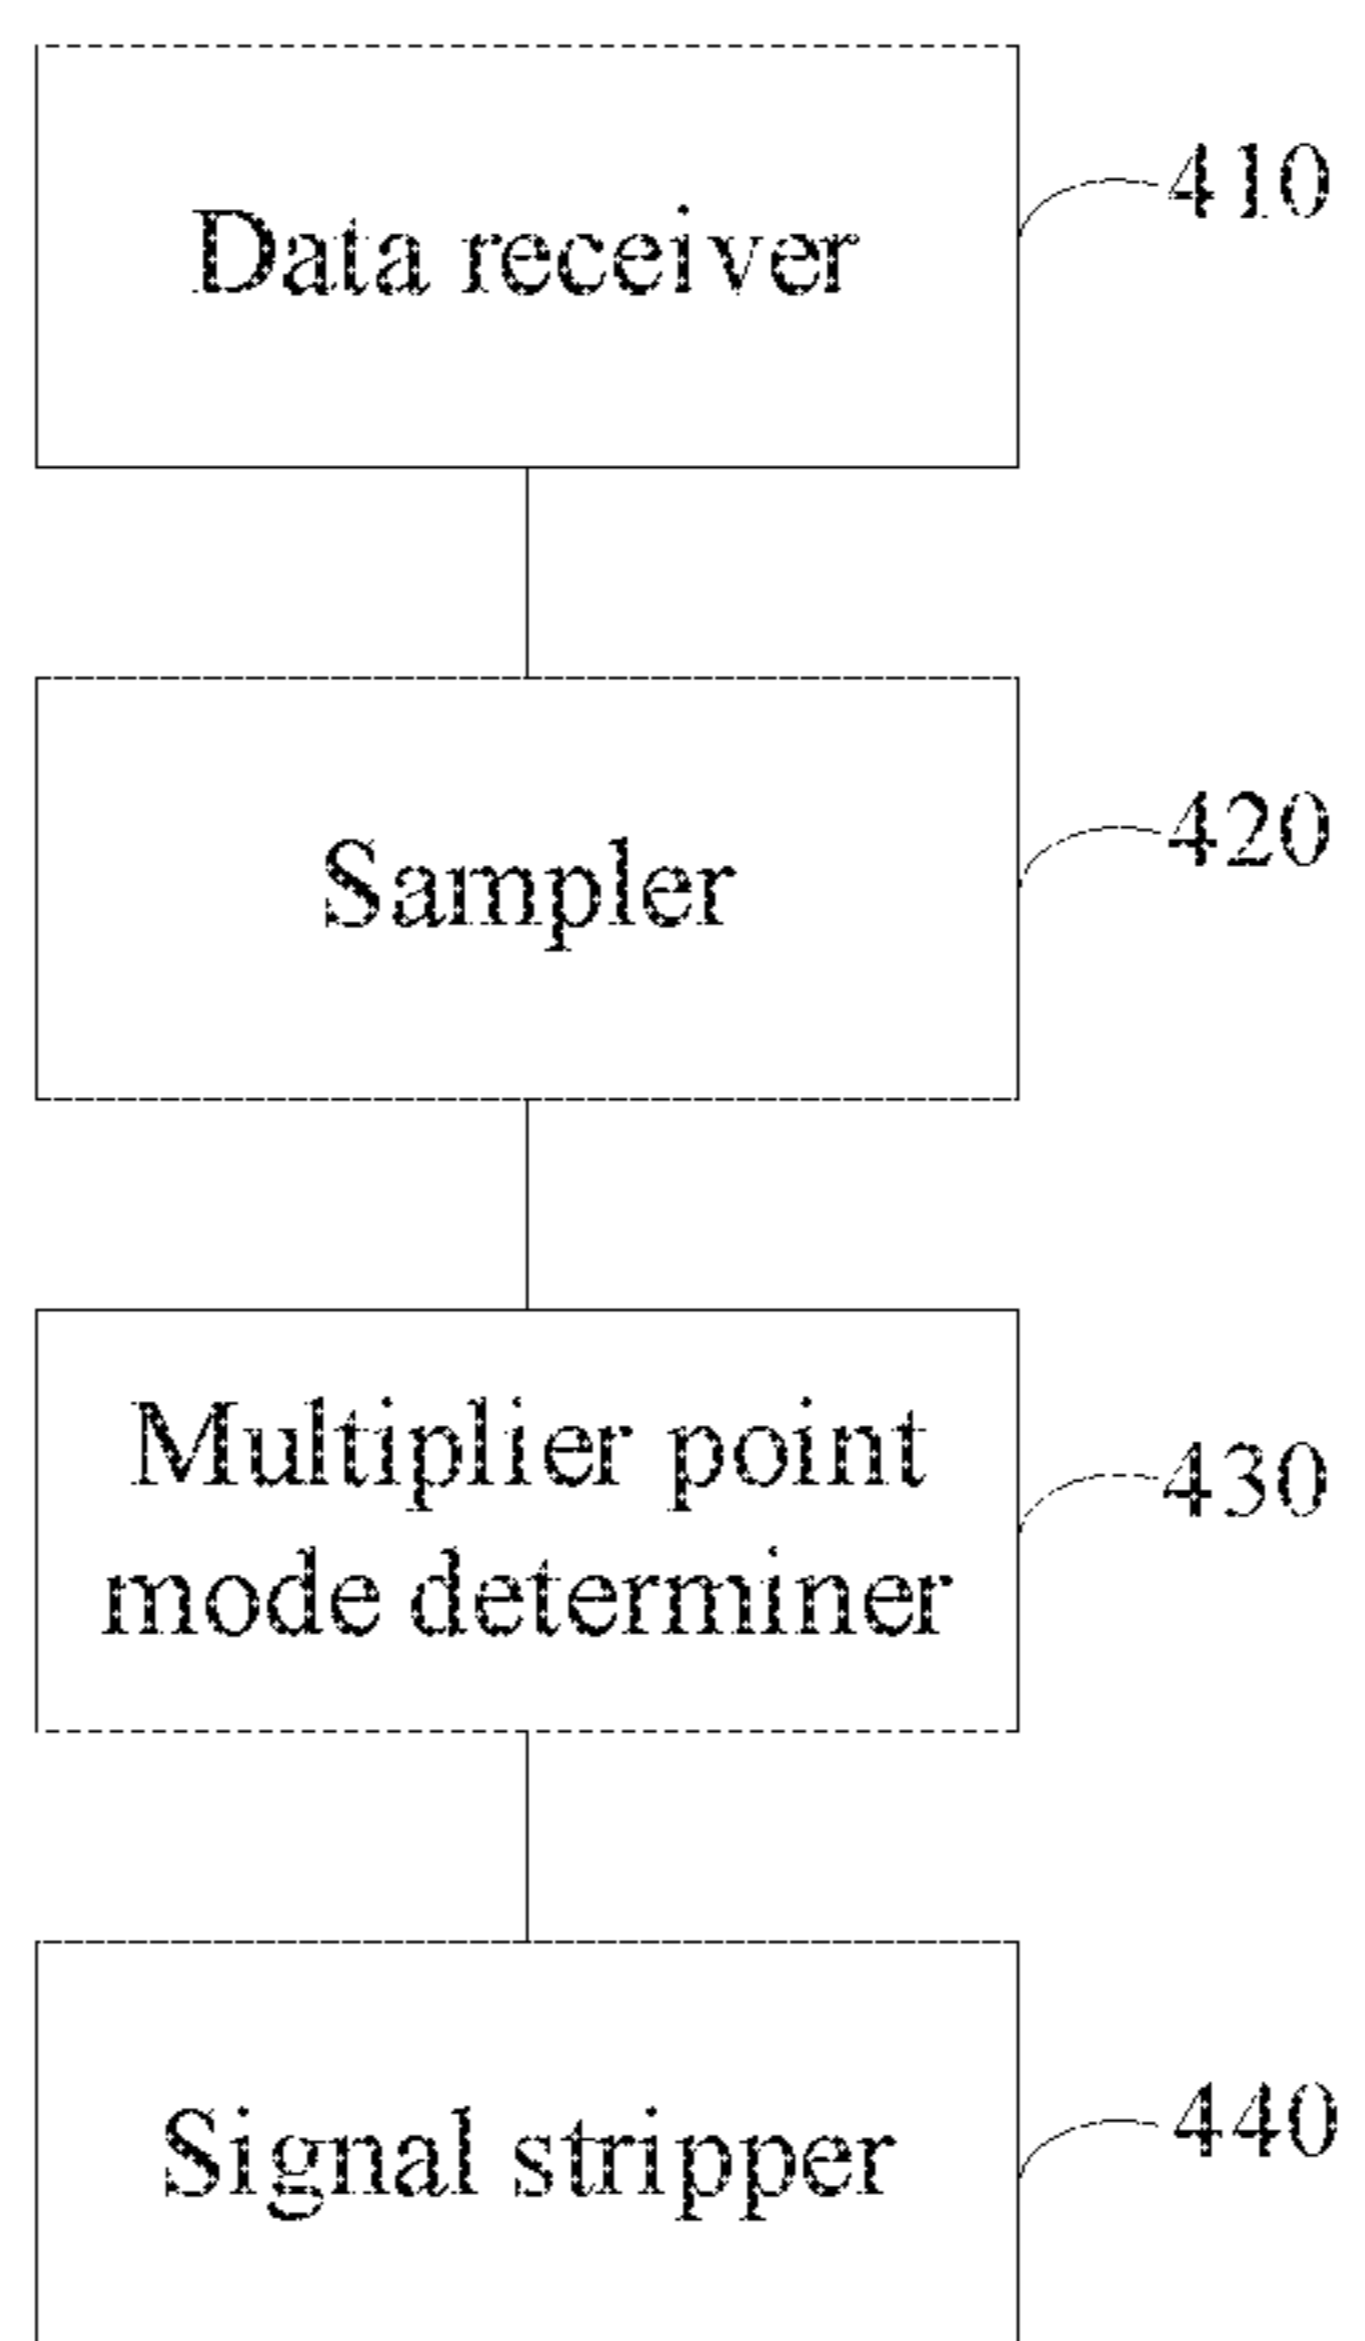 Data receiver
410
Sampler
420
Multiplier point
mode determiner
430
Signal stripper
440